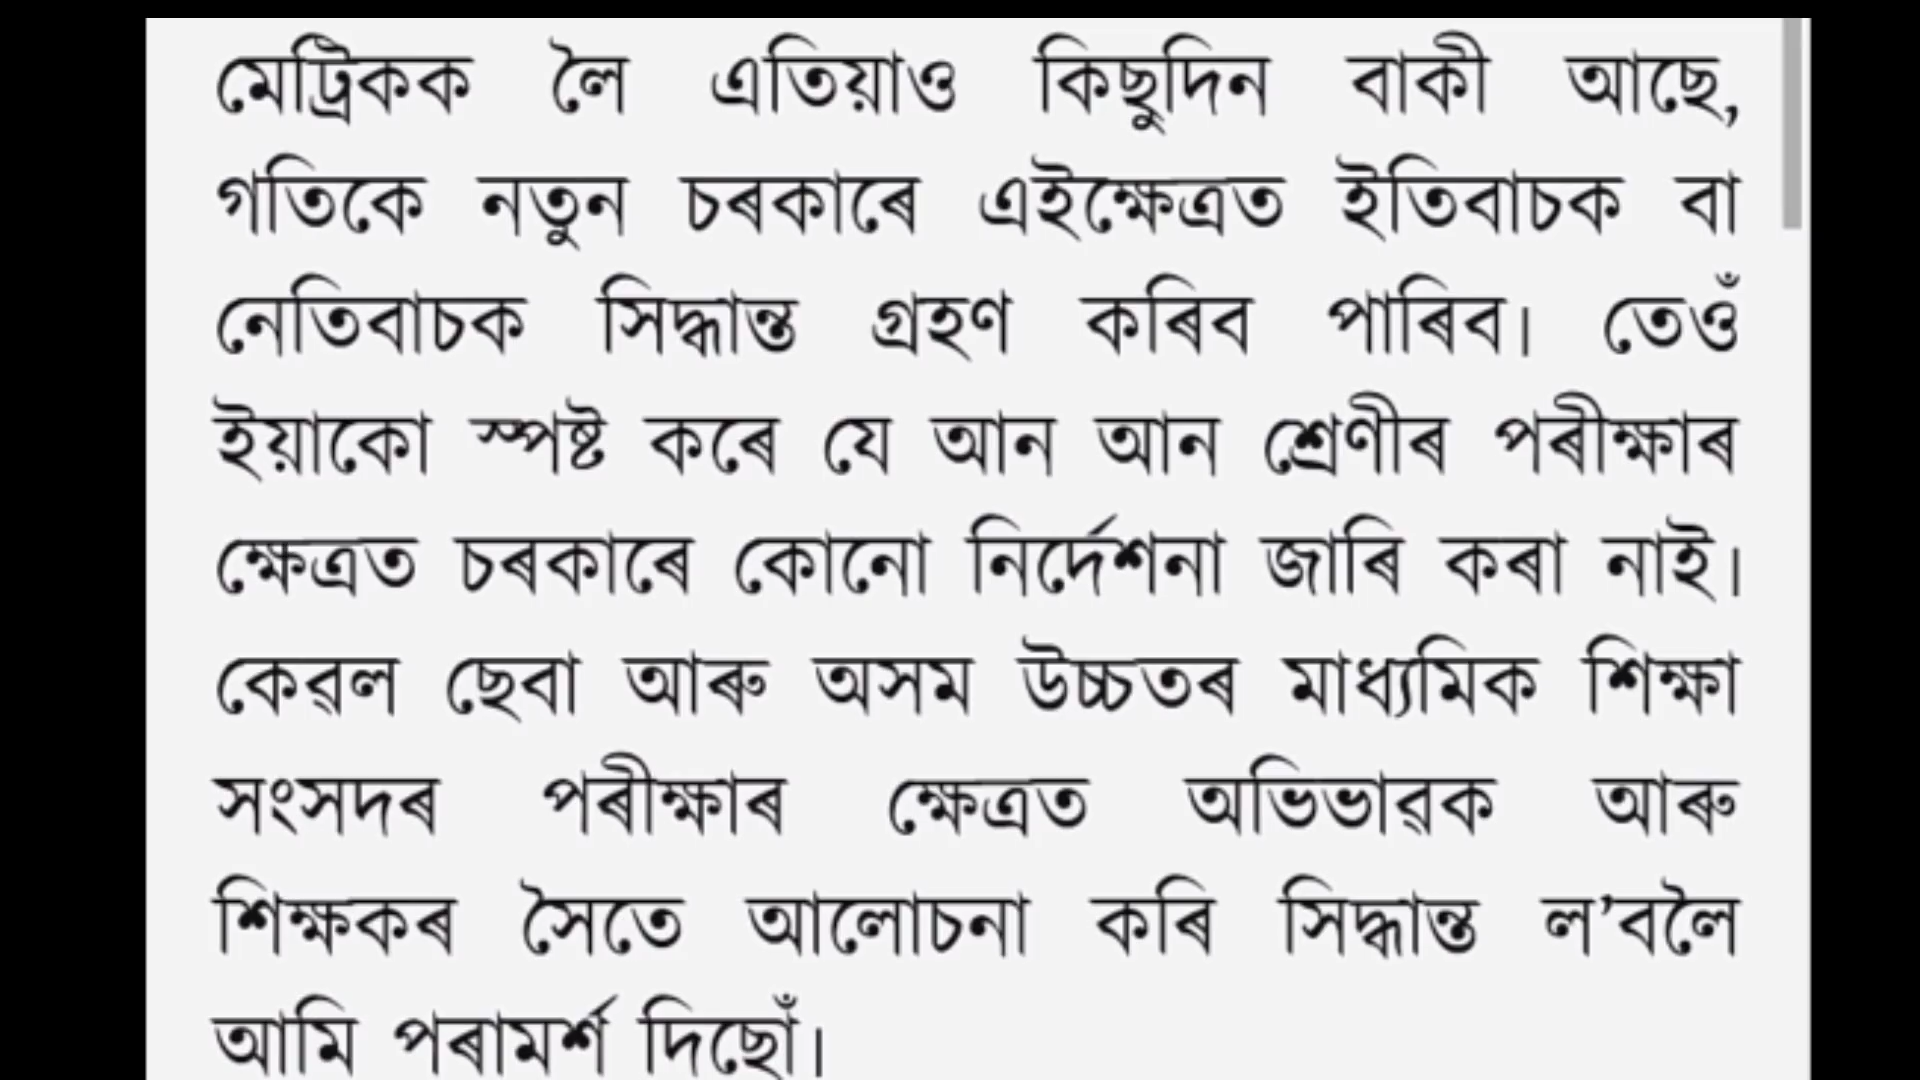 মেট্ৰিকক লৈ এতিয়াও কিছুদিন বাকী আছে,
গতিকে নতুন চৰকাৰে এইক্ষেত্ৰত ইতিবাচক বা
নেতিবাচক সিদ্ধান্ত গ্ৰহণ কৰিব পাৰিব। তেওঁ
ইয়াকো স্পষ্ট কৰে যে আন আন শ্ৰেণীৰ পৰীক্ষাৰ
ক্ষেত্ৰত চৰকাৰে কোনো নিৰ্দেশনা জাৰি কৰা নাই।
কেৱল ছেবা আৰু অসম উচ্চতৰ মাধ্যমিক শিক্ষা
সংসদৰ পৰীক্ষাৰ ক্ষেত্ৰত অভিভাৱক আৰু
শিক্ষকৰ সৈতে আলোচনা কৰি সিদ্ধান্ত ল’বলৈ
আমি পৰামৰ্শ দিছোঁ।